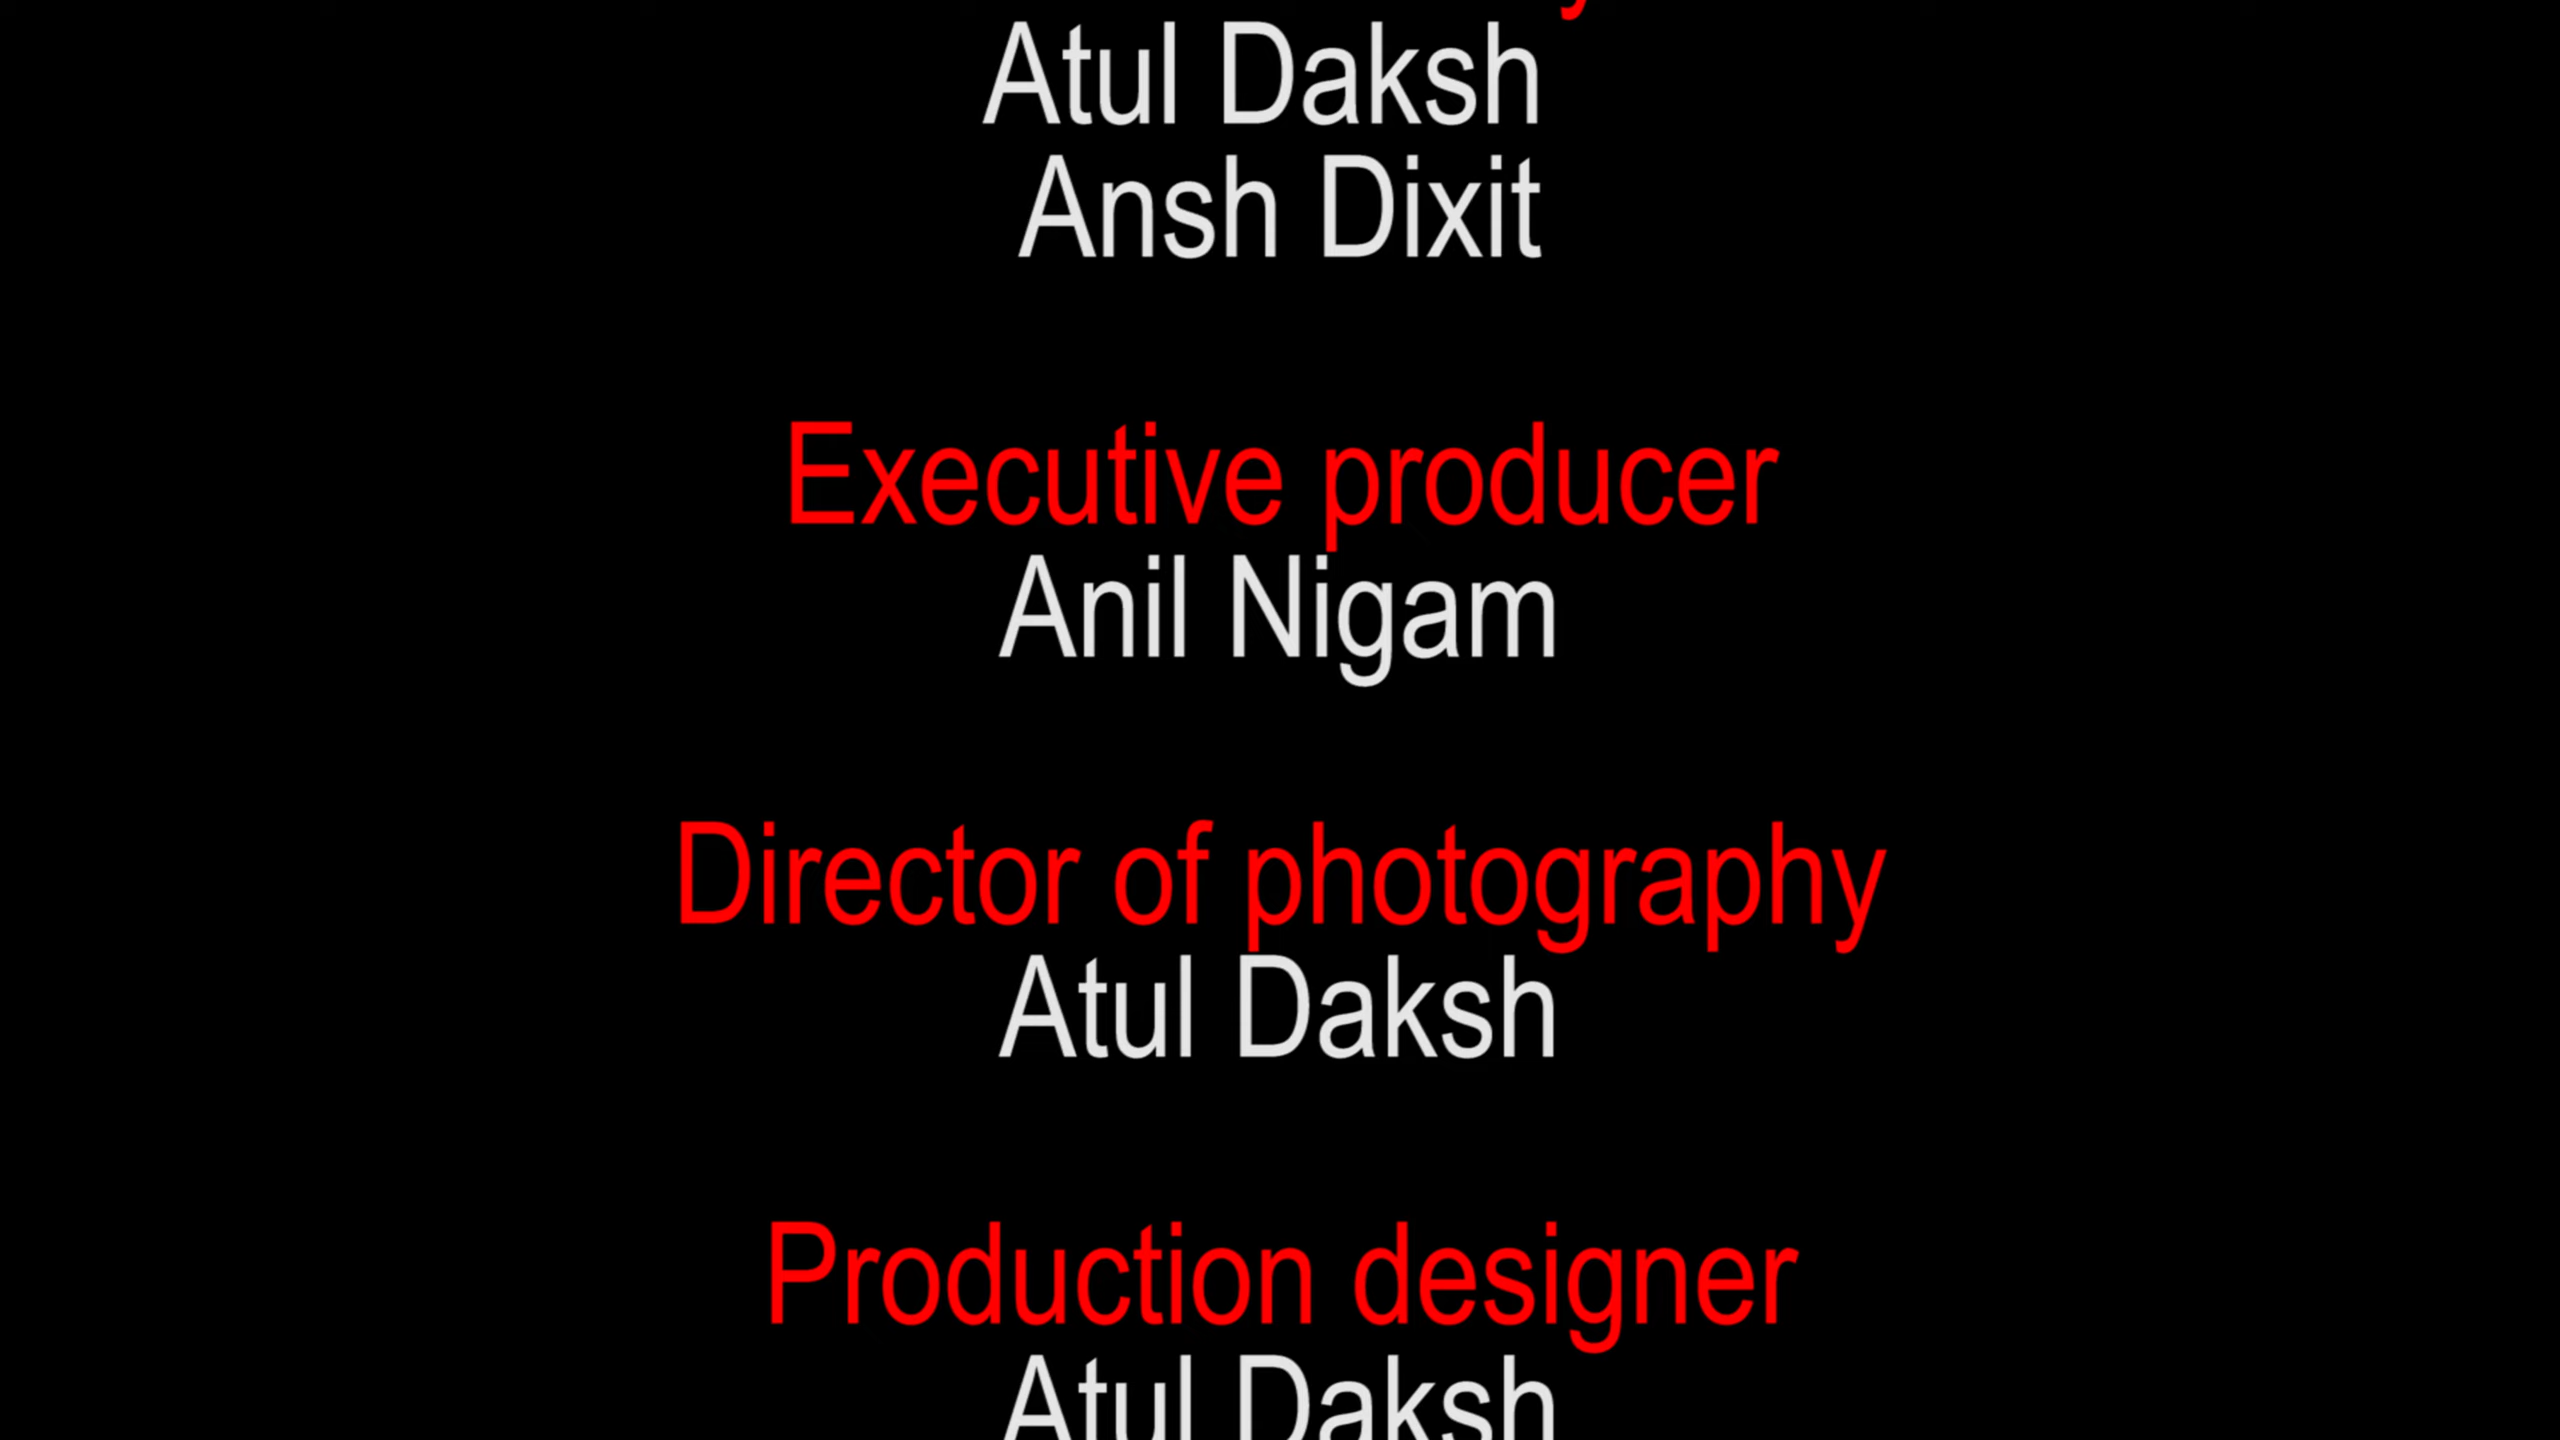 Atul Daksh
Ansh Dixit
Executive producer
Anil Nigam
Director of photography
Atul Daksh
Production designer
Atul Daksh